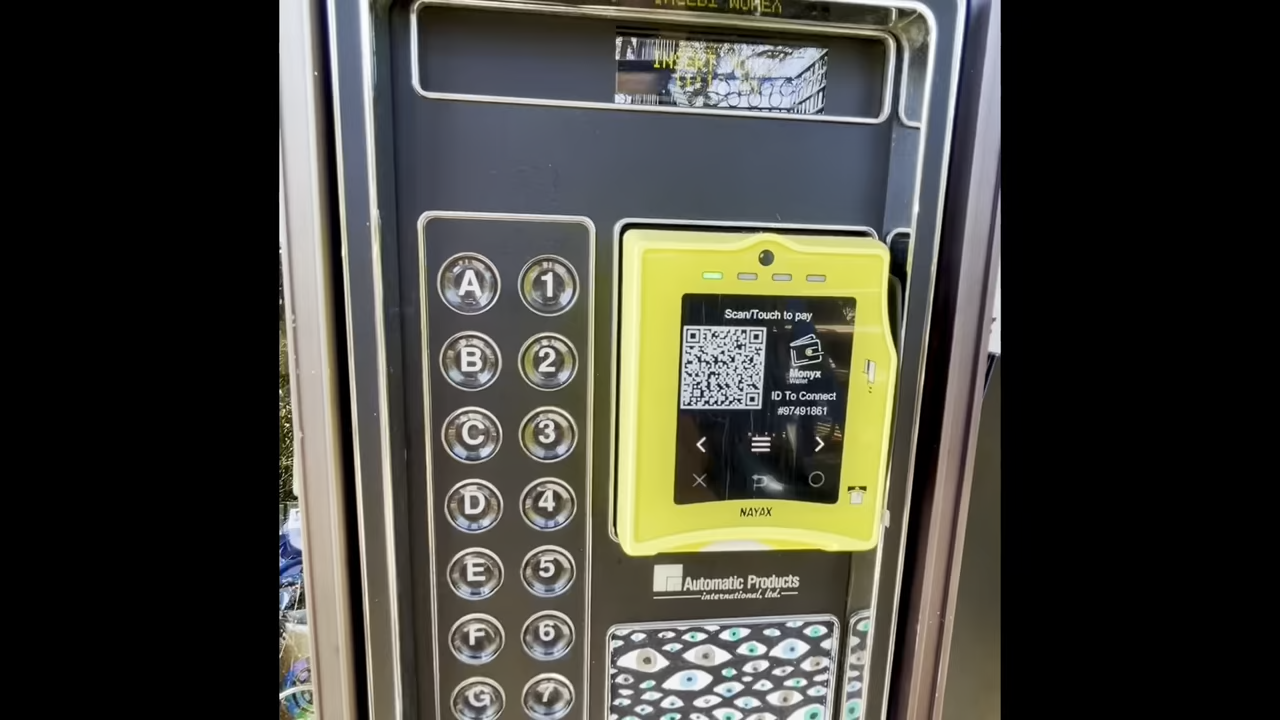 INSERT
A 1
B 2
C 3
D 4
E 5
F 6
G 7
Scan/Touch to pay
Monyx
Wallet
ID To Connect
#97491861
NAYAX
Automatic Products
international, ltd.